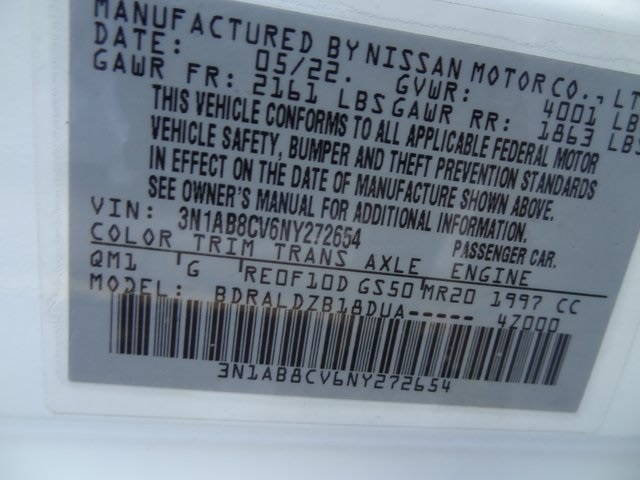 MANUFACTURED BY NISSAN MOTOR CO., LT
DATE: 05/22. GVWR: 4001 LB
GAWR FR: 2161 LBS GAWR RR: 1863 LBS
THIS VEHICLE CONFORMS TO ALL APPLICABLE FEDERAL MOTOR
VEHICLE SAFETY, BUMPER AND THEFT PREVENTION STANDARDS
IN EFFECT ON THE DATE OF MANUFACTURE SHOWN ABOVE.
SEE OWNER'S MANUAL FOR ADDITIONAL INFORMATION.
VIN: 3N1AB8CV6NY272654 PASSENGER CAR.
COLOR TRIM TRANS AXLE ENGINE
QM1 G RE0F10D GS50 MR20 1997 CC
MODEL: BDRALDZB18DUA----- 4Z000
3N1AB8CV6NY272654